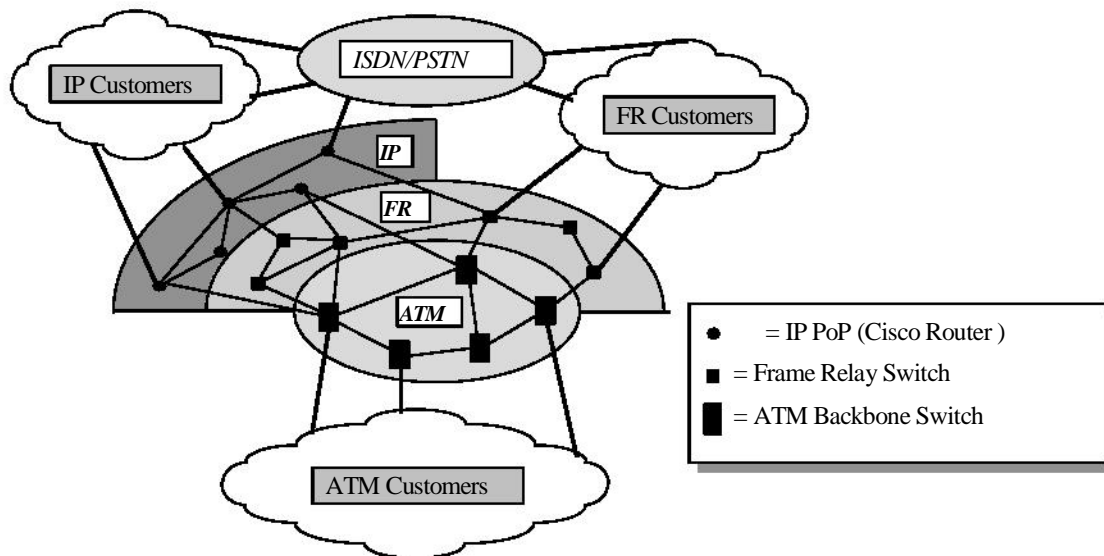 ISDN/PSTN
IP Customers
FR Customers
IP
FR
ATM
= IP PoP (Cisco Router )
= Frame Relay Switch
= ATM Backbone Switch
ATM Customers